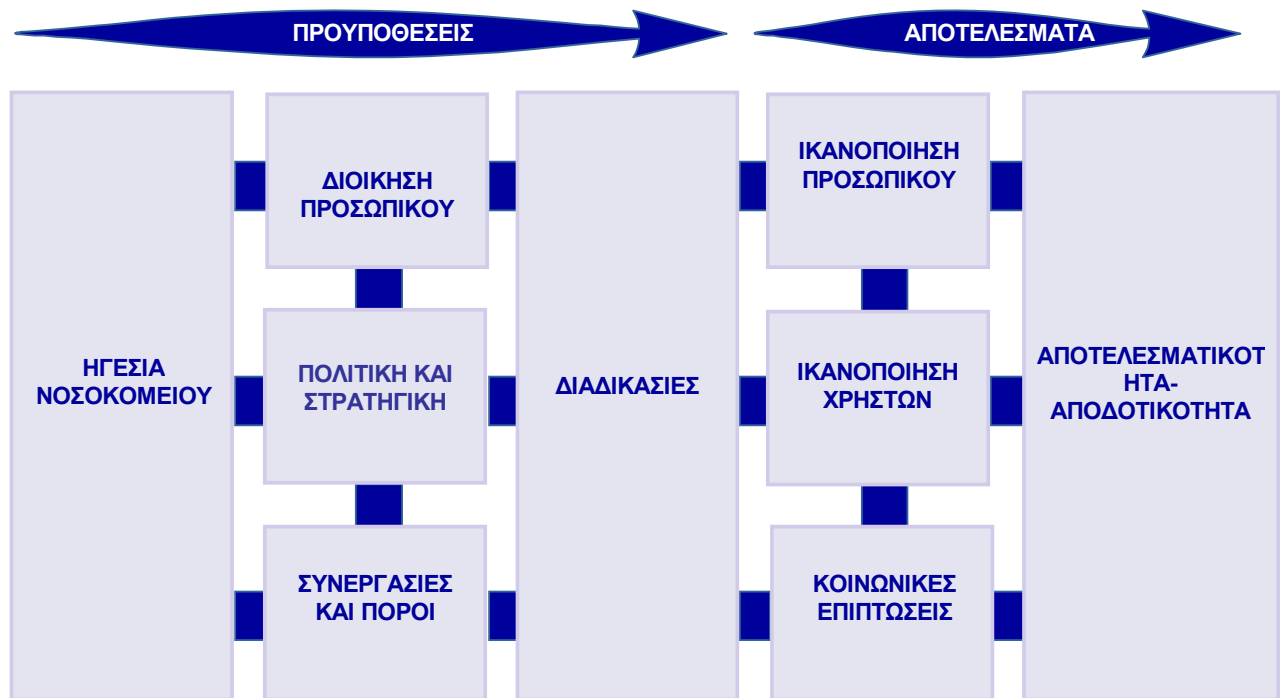 ΠΡΟΥΠΟΘΕΣΕΙΣ
ΑΠΟΤΕΛΕΣΜΑΤΑ
ΗΓΕΣΙΑ
ΝΟΣΟΚΟΜΕΙΟΥ
ΔΙΟΙΚΗΣΗ
ΠΡΟΣΩΠΙΚΟΥ
ΠΟΛΙΤΙΚΗ ΚΑΙ
ΣΤΡΑΤΗΓΙΚΗ
ΣΥΝΕΡΓΑΣΙΕΣ
ΚΑΙ ΠΟΡΟΙ
ΔΙΑΔΙΚΑΣΙΕΣ
ΙΚΑΝΟΠΟΙΗΣΗ
ΠΡΟΣΩΠΙΚΟΥ
ΙΚΑΝΟΠΟΙΗΣΗ
ΧΡΗΣΤΩΝ
ΚΟΙΝΩΝΙΚΕΣ
ΕΠΙΠΤΩΣΕΙΣ
ΑΠΟΤΕΛΕΣΜΑΤΙΚΟΤ
ΗΤΑ-
ΑΠΟΔΟΤΙΚΟΤΗΤΑ